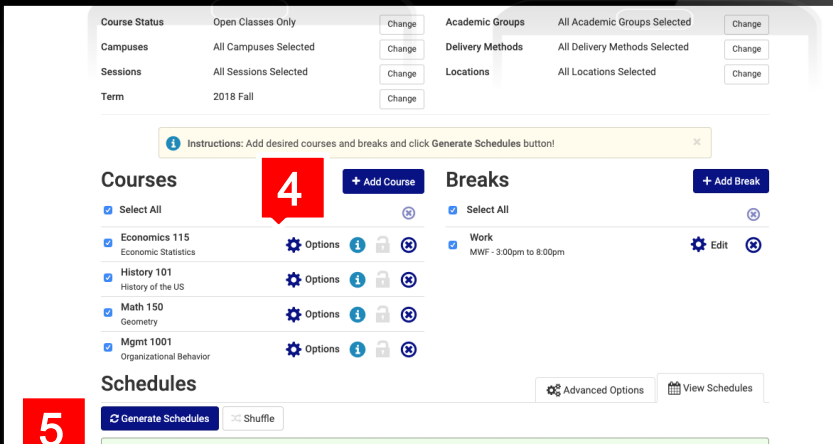 Course Status Open Classes Only Change Academic Groups All Academic Groups Selected Change
Campuses All Campuses Selected Change Delivery Methods All Delivery Methods Selected Change
Sessions All Sessions Selected Change Locations All Locations Selected Change
Term 2018 Fall Change
Instructions: Add desired courses and breaks and click Generate Schedules button!
Courses 4 + Add Course
Select All
Economics 115 Options
Economic Statistics
History 101 Options
History of the US
Math 150 Options
Geometry
Mgmt 1001 Options
Organizational Behavior
Breaks + Add Break
Select All
Work Edit
MWF - 3:00pm to 8:00pm
Schedules Advanced Options View Schedules
5 Generate Schedules Shuffle